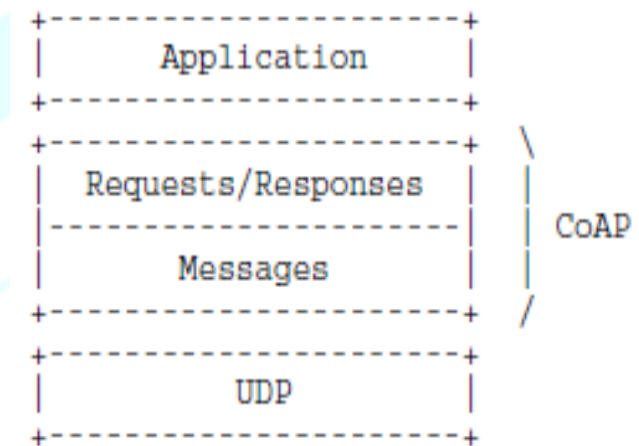 Application
Requests/Responses
CoAP
Messages
UDP